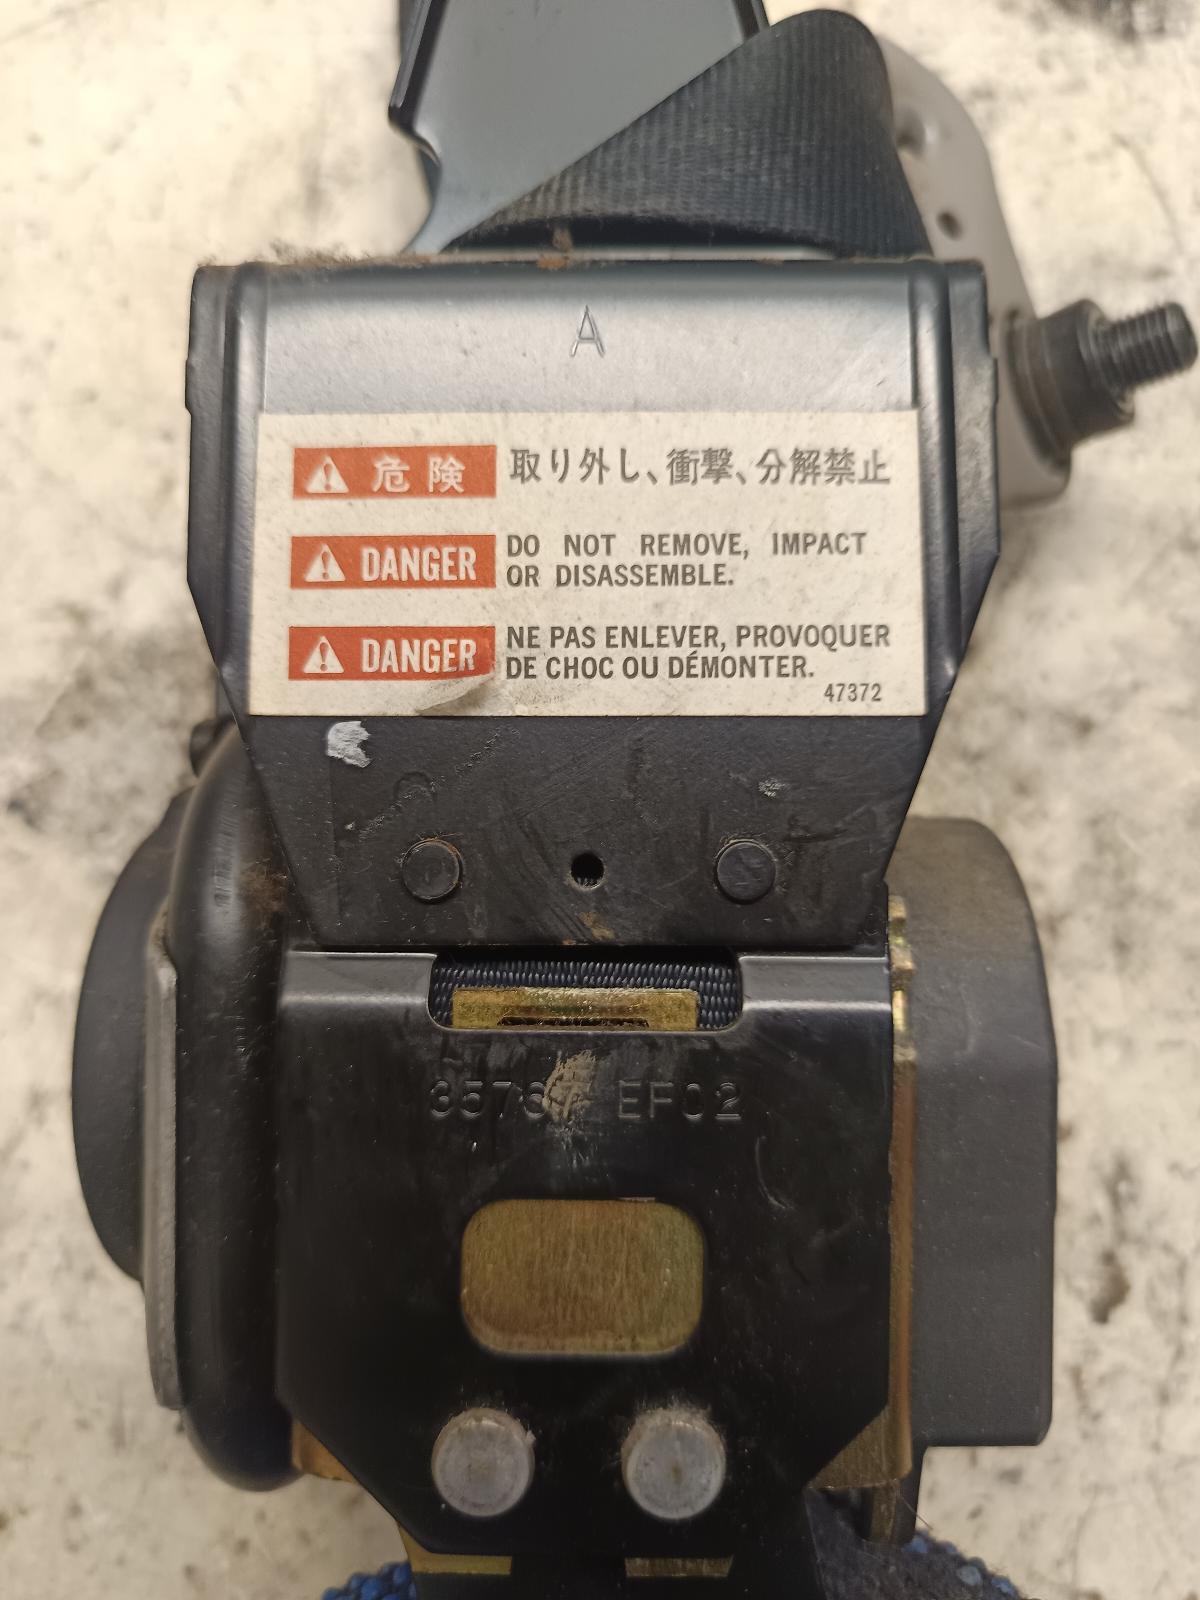 A
危険 取り外し、衝撃、分解禁止
DANGER DO NOT REMOVE, IMPACT
OR DISASSEMBLE.
DANGER NE PAS ENLEVER, PROVOQUER
DE CHOC OU DÉMONTER.
47372
35767 EF02